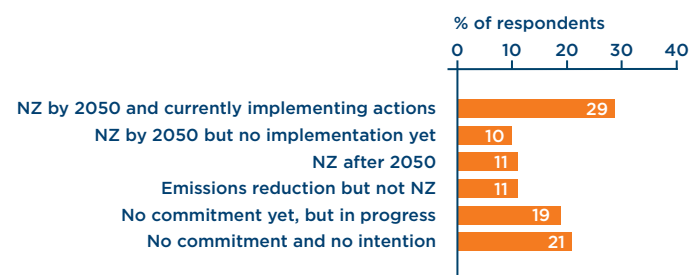 % of respondents
0 10 20 30 40
NZ by 2050 and currently implementing actions 29
NZ by 2050 but no implementation yet 10
NZ after 2050 11
Emissions reduction but not NZ 11
No commitment yet, but in progress 19
No commitment and no intention 21